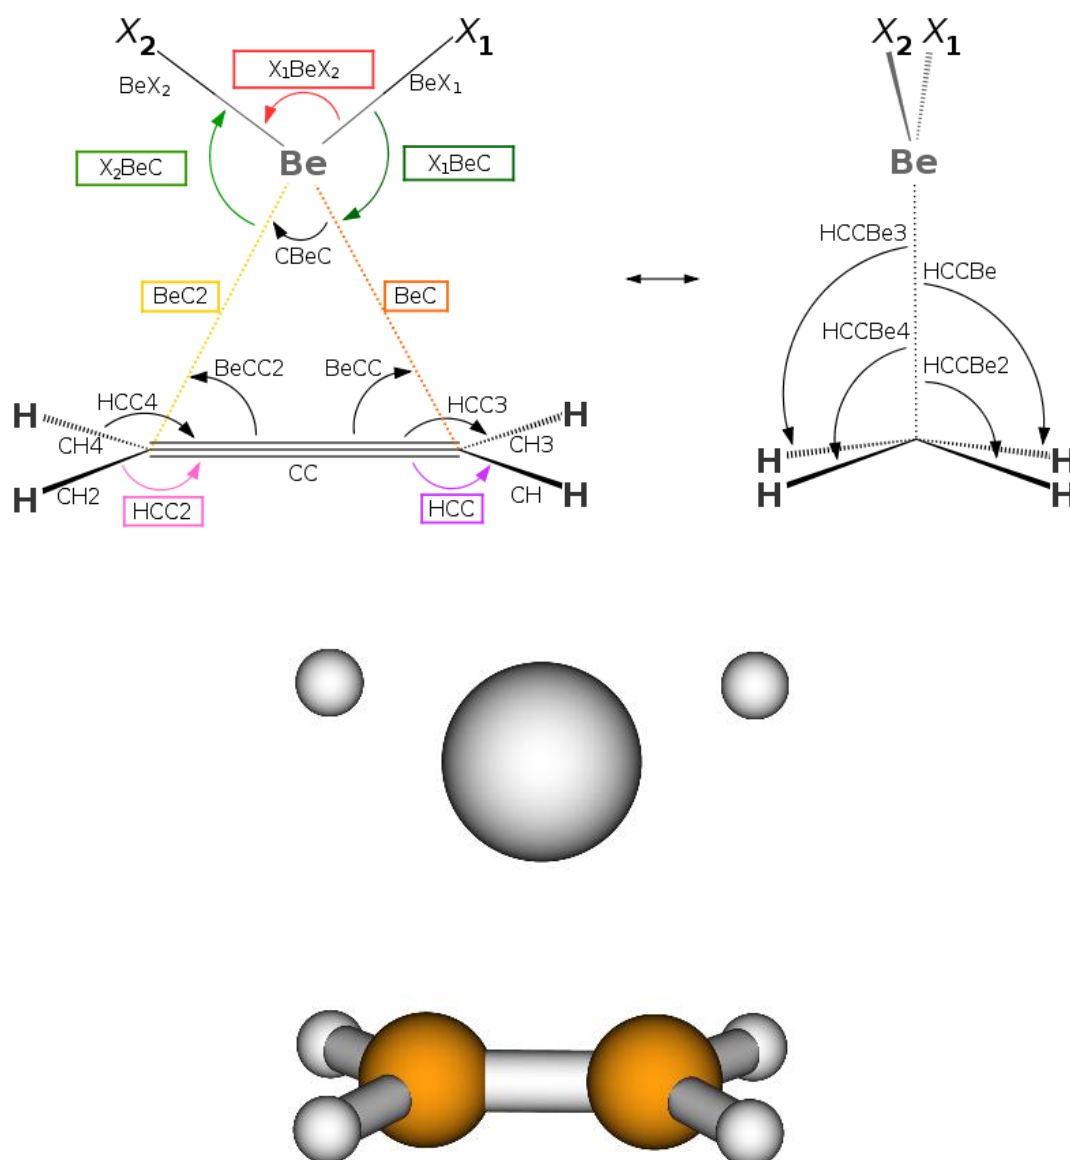 X₂
X₁
X₂ X₁
X₁BeX₂
BeX₂
BeX₁
Be
Be
X₂BeC
X₁BeC
HCCBe3
CBeC
HCCBe
BeC2
BeC
HCCBe4
BeCC2
BeCC
HCCBe2
HCC4
HCC3
H
H
CH4
CH3
H
H
CC
H
CH2
CH
H
H
H
HCC2
HCC